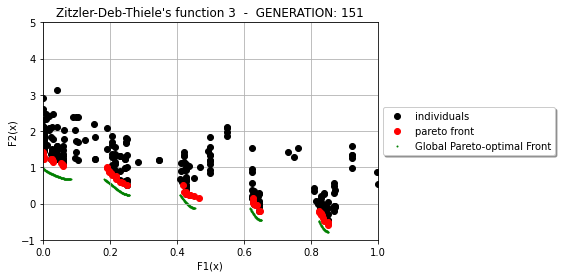 Zitzler-Deb-Thiele's function 3 - GENERATION: 151
5
4
3
2
1
0
−1
F2(x)
0.0 0.2 0.4 0.6 0.8 1.0
F1(x)
individuals
pareto front
Global Pareto-optimal Front